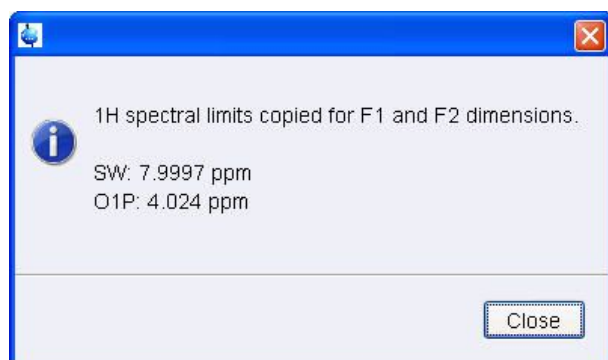 1H spectral limits copied for F1 and F2 dimensions.
SW: 7.9997 ppm
O1P: 4.024 ppm
Close